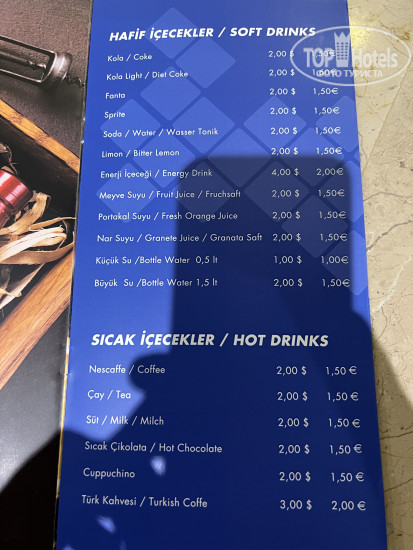 HAFİF İÇECEKLER / SOFT DRINKS
Kola / Coke 2,00 $
Kola Light / Diet Coke 2,00 $
Fanta 2,00 $ 1,50€
Sprite 2,00 $ 1,50€
Soda / Water / Wasser Tonik 2,00 $ 1,50€
Limon / Bitter Lemon 2,00 $ 1,50€
Enerji İçeceği / Energy Drink 4,00 $ 2,00€
Meyve Suyu / Fruit Juice / Fruchsaft 2,00 $ 1,50€
Portakal Suyu / Fresh Orange Juice 2,00 $ 1,50€
Nar Suyu / Granete Juice / Granata Saft 2,00 $ 1,50€
Küçük Su /Bottle Water 0,5 lt 1,00 $ 1,00€
Büyük Su /Bottle Water 1,5 lt 2,00 $ 1,50€
SICAK İÇECEKLER / HOT DRINKS
Nescaffe / Coffee 2,00 $ 1,50 €
Çay / Tea 2,00 $ 1,50 €
Süt / Milk / Milch 2,00 $ 1,50 €
Sıcak Çikolata / Hot Chocolate 2,00 $ 1,50 €
Cuppuchino 2,00 $ 1,50 €
Türk Kahvesi / Turkish Coffe 3,00 $ 2,00 €
TOP Hotels
ФОТО ТУРИСТА